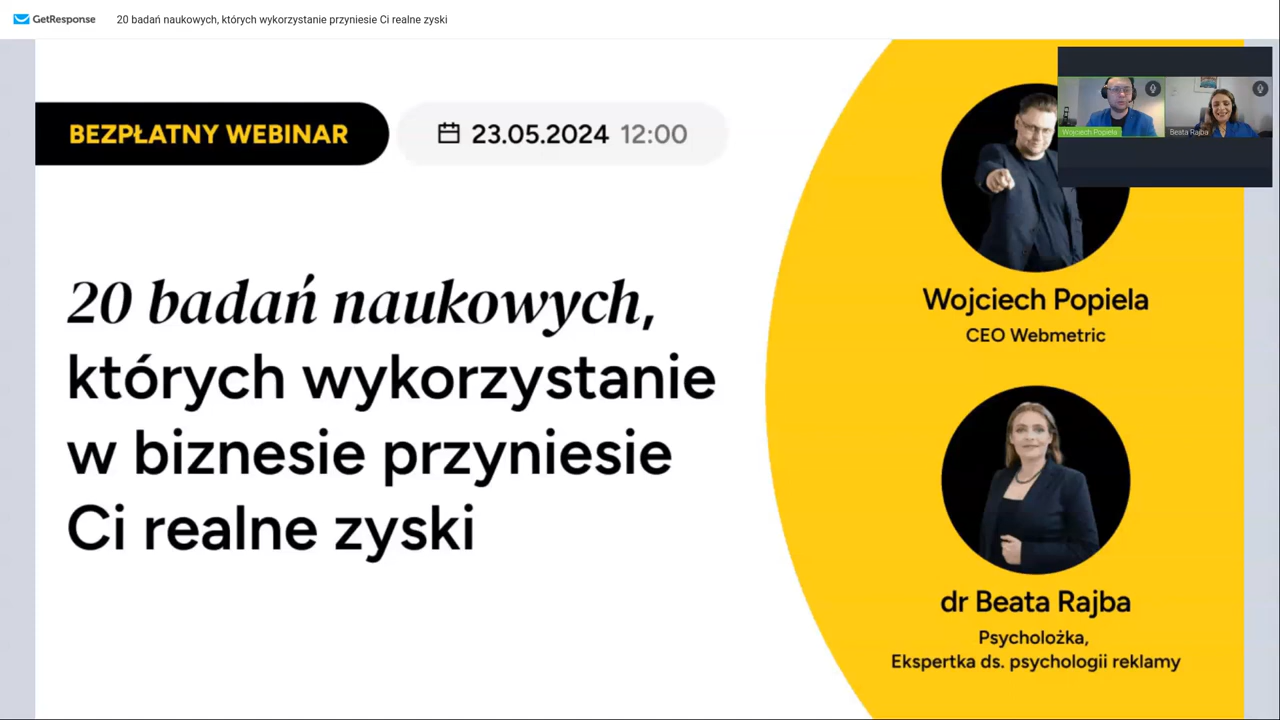 GetResponse
20 badań naukowych, których wykorzystanie przyniesie Ci realne zyski
BEZPŁATNY WEBINAR
23.05.2024 12:00
20 badań naukowych,
których wykorzystanie
w biznesie przyniesie
Ci realne zyski
Wojciech Popiela
Beata Rajba
Wojciech Popiela
CEO Webmetric
dr Beata Rajba
Psycholożka,
Ekspertka ds. psychologii reklamy